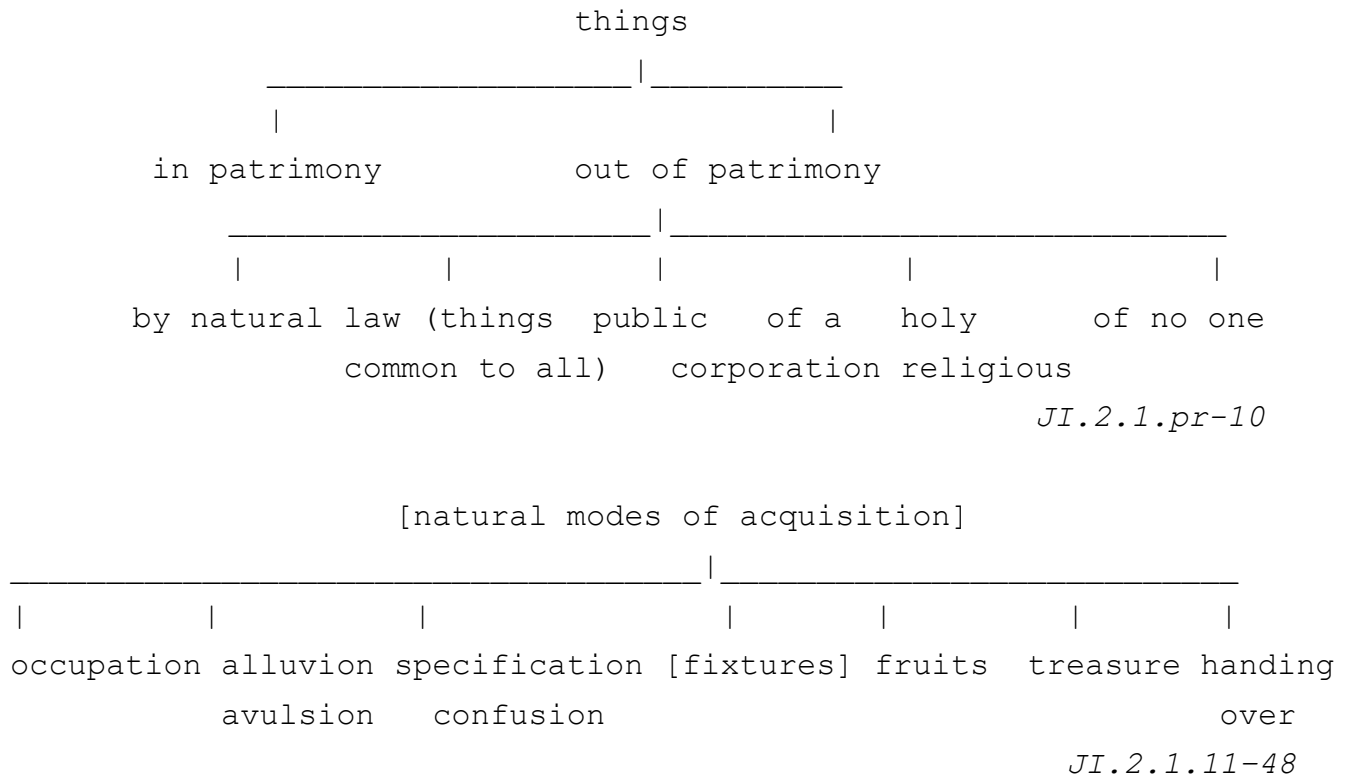 things
in patrimony out of patrimony
by natural law (things public of a holy of no one
common to all) corporation religious
JI.2.1.pr-10
[natural modes of acquisition]
occupation alluvion specification [fixtures] fruits treasure handing
avulsion confusion over
JI.2.1.11-48